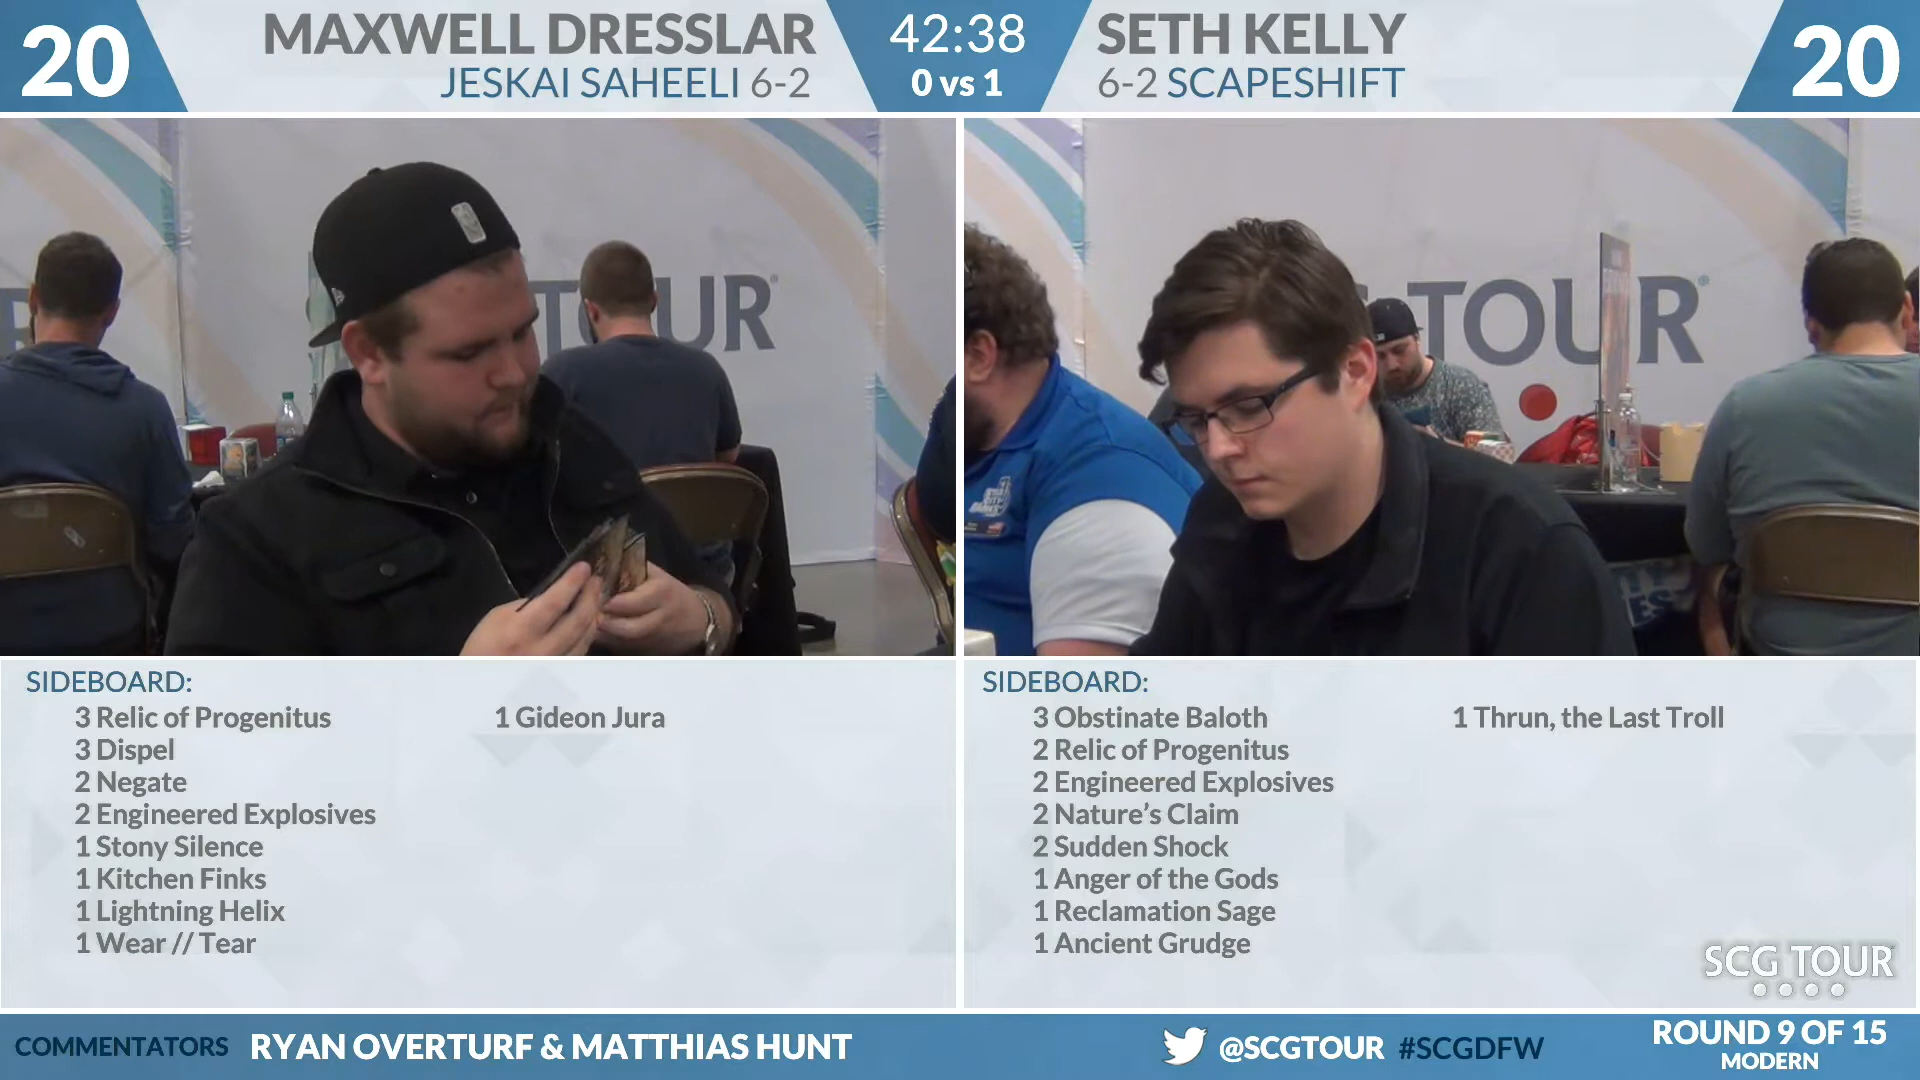 20
MAXWELL DRESSLAR
JESKAI SAHEELI 6-2
42:38
0 vs 1
SETH KELLY
6-2 SCAPESHIFT
20
TOUR
TOUR
SIDEBOARD:
3 Relic of Progenitus
3 Dispel
2 Negate
2 Engineered Explosives
1 Stony Silence
1 Kitchen Finks
1 Lightning Helix
1 Wear // Tear
1 Gideon Jura
SIDEBOARD:
3 Obstinate Baloth
2 Relic of Progenitus
2 Engineered Explosives
2 Nature's Claim
2 Sudden Shock
1 Anger of the Gods
1 Reclamation Sage
1 Ancient Grudge
1 Thrun, the Last Troll
SCG TOUR
COMMENTATORS RYAN OVERTURF & MATTHIAS HUNT
@SCGTOUR #SCGDFW
ROUND 9 OF 15
MODERN